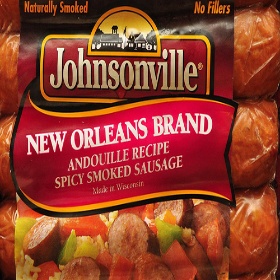 Naturally Smoked
No Fillers
Johnsonville®
NEW ORLEANS BRAND
ANDOUILLE RECIPE
SPICY SMOKED SAUSAGE
Made in Wisconsin